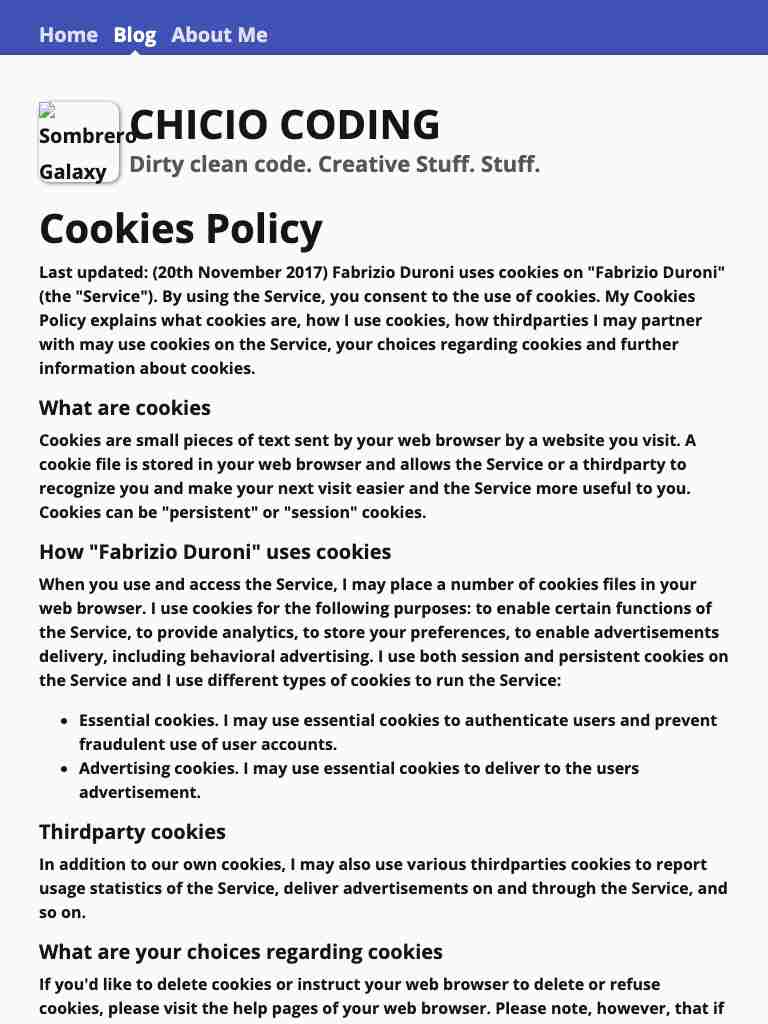 Home Blog About Me
Sombrero
Galaxy
CHICIO CODING
Dirty clean code. Creative Stuff. Stuff.
Cookies Policy
Last updated: (20th November 2017) Fabrizio Duroni uses cookies on "Fabrizio Duroni"
(the "Service"). By using the Service, you consent to the use of cookies. My Cookies
Policy explains what cookies are, how I use cookies, how thirdparties I may partner
with may use cookies on the Service, your choices regarding cookies and further
information about cookies.
What are cookies
Cookies are small pieces of text sent by your web browser by a website you visit. A
cookie file is stored in your web browser and allows the Service or a thirdparty to
recognize you and make your next visit easier and the Service more useful to you.
Cookies can be "persistent" or "session" cookies.
How "Fabrizio Duroni" uses cookies
When you use and access the Service, I may place a number of cookies files in your
web browser. I use cookies for the following purposes: to enable certain functions of
the Service, to provide analytics, to store your preferences, to enable advertisements
delivery, including behavioral advertising. I use both session and persistent cookies on
the Service and I use different types of cookies to run the Service:
• Essential cookies. I may use essential cookies to authenticate users and prevent
fraudulent use of user accounts.
• Advertising cookies. I may use essential cookies to deliver to the users
advertisement.
Thirdparty cookies
In addition to our own cookies, I may also use various thirdparties cookies to report
usage statistics of the Service, deliver advertisements on and through the Service, and
so on.
What are your choices regarding cookies
If you'd like to delete cookies or instruct your web browser to delete or refuse
cookies, please visit the help pages of your web browser. Please note, however, that if